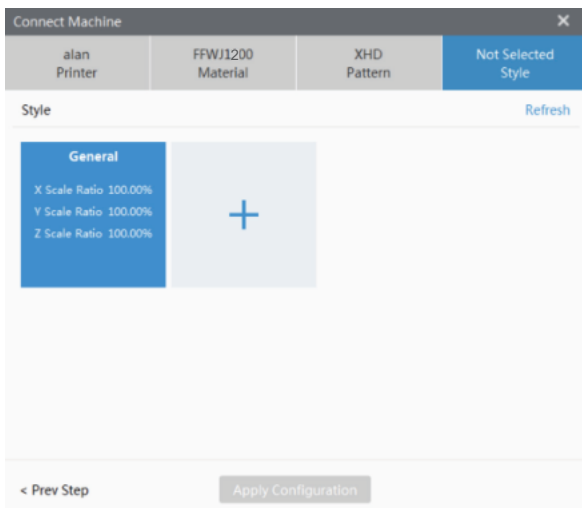 Connect Machine
alan
Printer
FFWJ1200
Material
XHD
Pattern
Not Selected
Style
Style
Refresh
General
X Scale Ratio 100.00%
Y Scale Ratio 100.00%
Z Scale Ratio 100.00%
< Prev Step
Apply Configuration